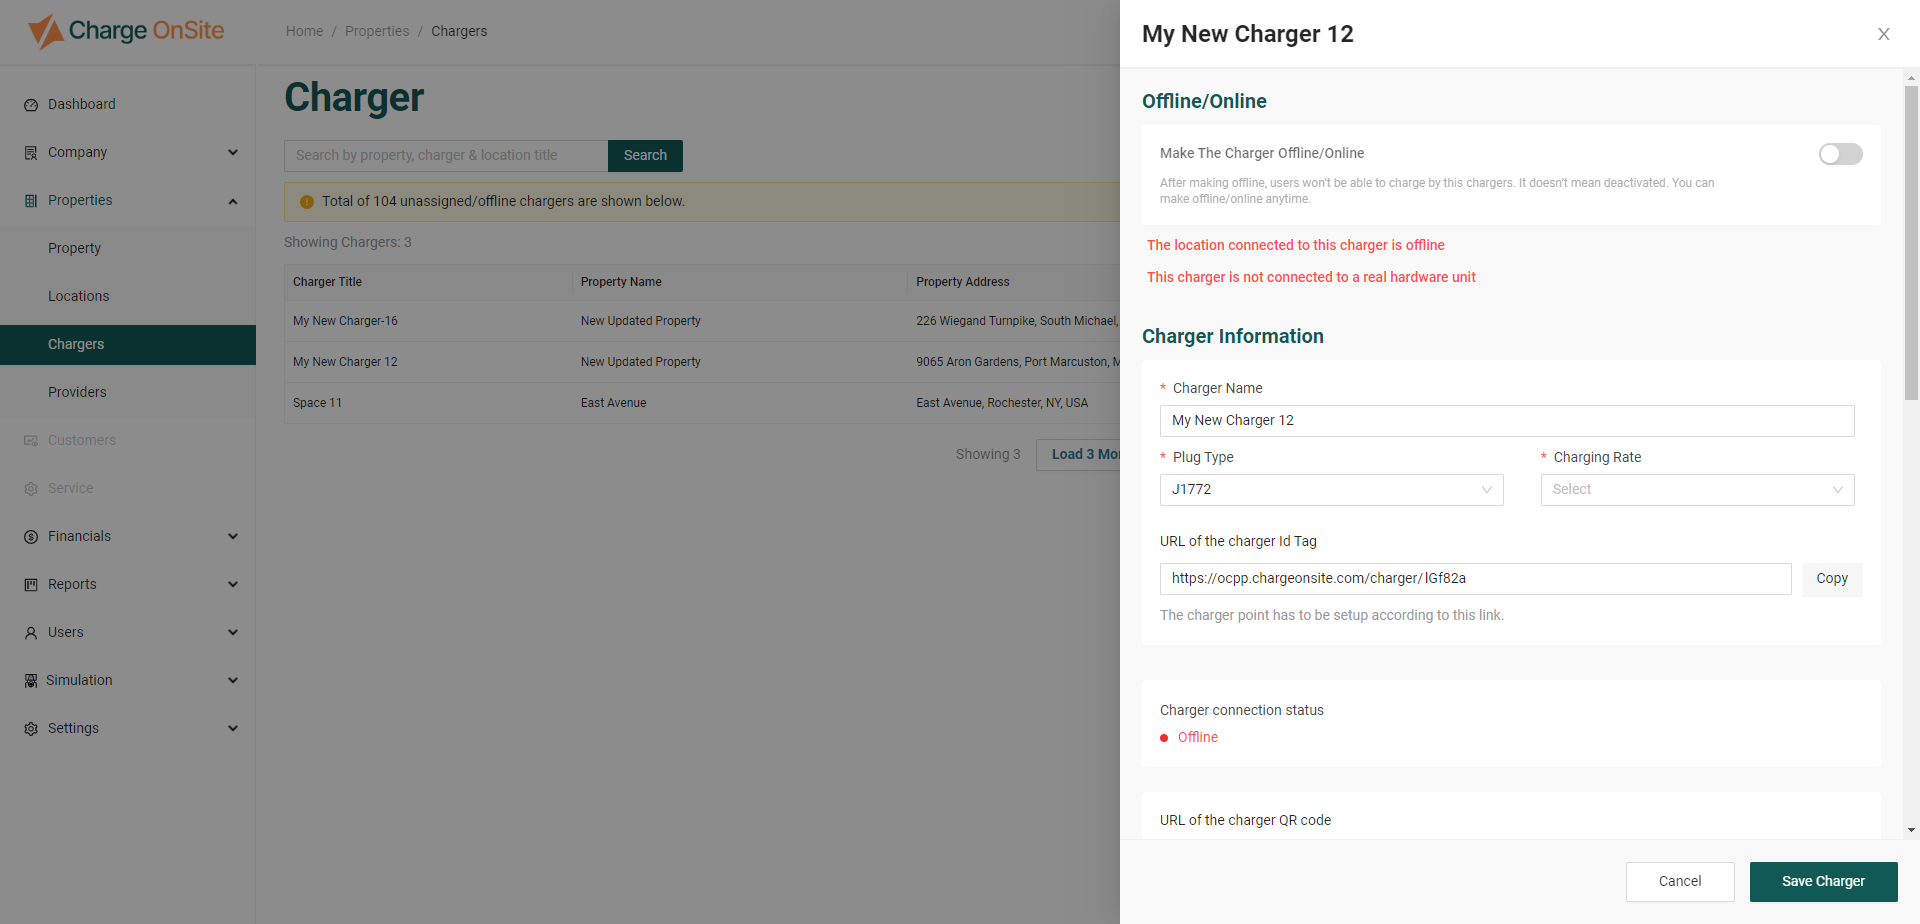 Charge OnSite
Home / Properties / Chargers
Dashboard
Company
Properties
Property
Locations
Chargers
Providers
Customers
Service
Financials
Reports
Users
Simulation
Settings
Charger
Search by property, charger & location title
Search
Total of 104 unassigned/offline chargers are shown below.
Showing Chargers: 3
Charger Title Property Name Property Address
My New Charger-16 New Updated Property 226 Wiegand Turnpike, South Michael,
My New Charger 12 New Updated Property 9065 Aron Gardens, Port Marcuston, M
Space 11 East Avenue East Avenue, Rochester, NY, USA
Showing 3 Load 3 Mor
My New Charger 12
Offline/Online
Make The Charger Offline/Online
After making offline, users won't be able to charge by this chargers. It doesn't mean deactivated. You can
make offline/online anytime.
The location connected to this charger is offline
This charger is not connected to a real hardware unit
Charger Information
* Charger Name
My New Charger 12
* Plug Type * Charging Rate
J1772 Select
URL of the charger Id Tag
https://ocpp.chargeonsite.com/charger/lGf82a Copy
The charger point has to be setup according to this link.
Charger connection status
Offline
URL of the charger QR code
Cancel Save Charger